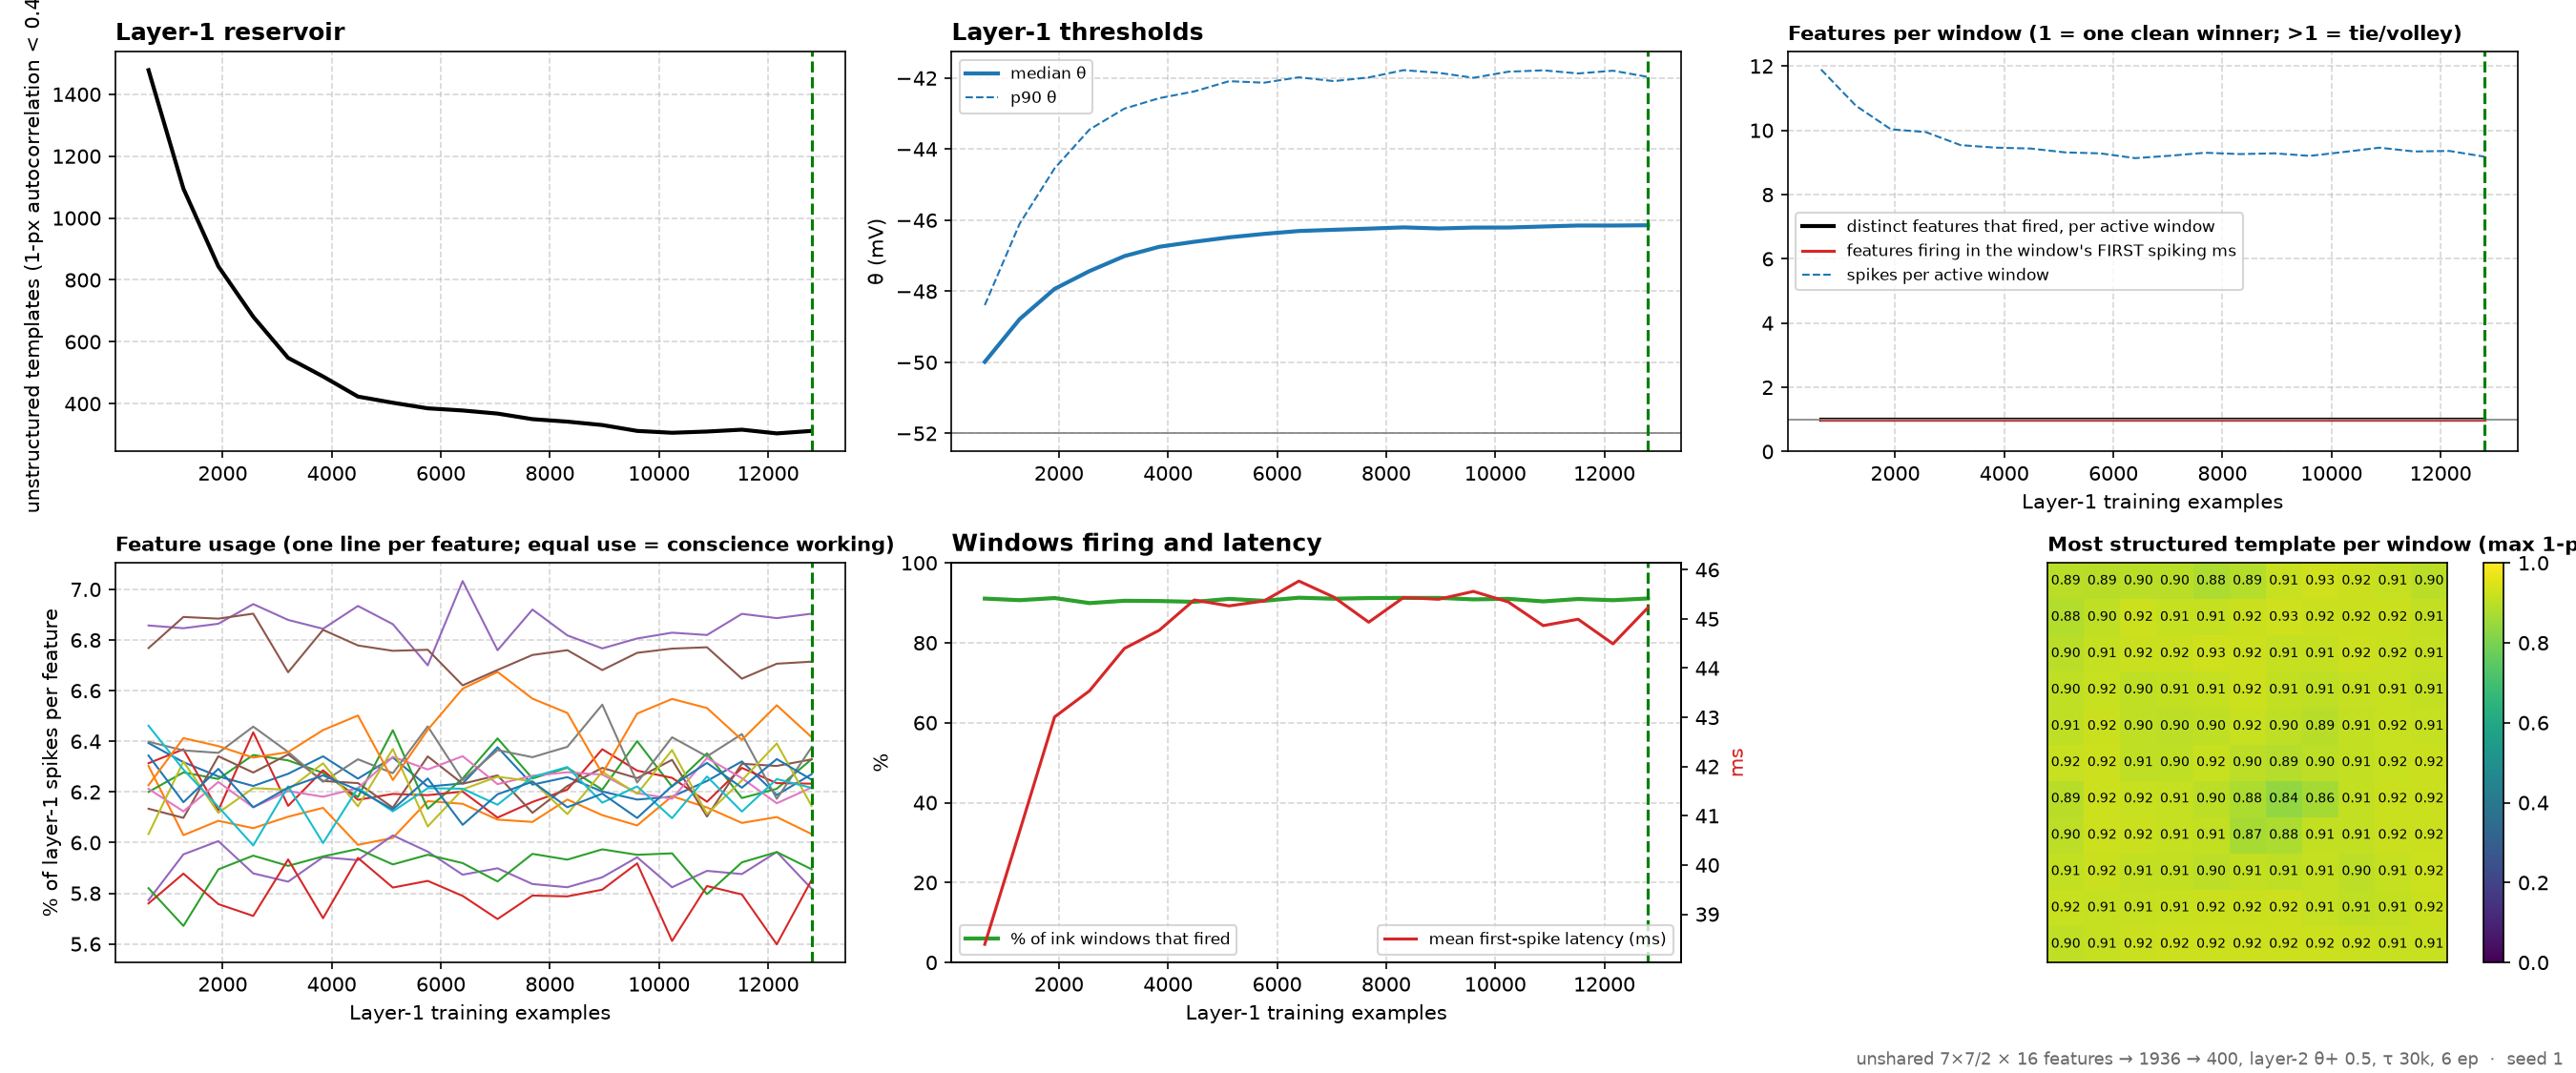 Layer-1 reservoir
unstructured templates (1-px autocorrelation < 0.4
1400
1200
1000
800
600
400
2000 4000 6000 8000 10000 12000
Layer-1 thresholds
median θ
p90 θ
θ (mV)
−42
−44
−46
−48
−50
−52
2000 4000 6000 8000 10000 12000
Features per window (1 = one clean winner; >1 = tie/volley)
12
10
8
6
4
2
0
distinct features that fired, per active window
features firing in the window's FIRST spiking ms
spikes per active window
2000 4000 6000 8000 10000 12000
Layer-1 training examples
Feature usage (one line per feature; equal use = conscience working)
% of layer-1 spikes per feature
7.0
6.8
6.6
6.4
6.2
6.0
5.8
5.6
2000 4000 6000 8000 10000 12000
Layer-1 training examples
Windows firing and latency
%
100
80
60
40
20
0
% of ink windows that fired
mean first-spike latency (ms)
46
45
44
43
42
41
40
39
ms
2000 4000 6000 8000 10000 12000
Layer-1 training examples
Most structured template per window (max 1-p
0.89 0.89 0.90 0.90 0.88 0.89 0.91 0.93 0.92 0.91 0.90
0.88 0.90 0.92 0.91 0.91 0.92 0.93 0.92 0.92 0.92 0.91
0.90 0.91 0.92 0.92 0.93 0.92 0.91 0.91 0.92 0.92 0.91
0.90 0.92 0.90 0.91 0.91 0.92 0.91 0.91 0.91 0.91 0.91
0.91 0.92 0.90 0.90 0.90 0.92 0.90 0.89 0.91 0.92 0.91
0.92 0.92 0.91 0.90 0.92 0.90 0.89 0.90 0.92 0.91 0.92
0.89 0.92 0.92 0.91 0.90 0.88 0.84 0.86 0.91 0.92 0.92
0.90 0.92 0.92 0.91 0.91 0.87 0.88 0.91 0.91 0.92 0.92
0.91 0.92 0.91 0.91 0.90 0.91 0.91 0.91 0.90 0.91 0.92
0.92 0.91 0.91 0.91 0.92 0.92 0.92 0.91 0.91 0.91 0.91
0.90 0.91 0.92 0.92 0.92 0.92 0.92 0.92 0.92 0.91 0.91
1.0
0.8
0.6
0.4
0.2
0.0
unshared 7×7/2 × 16 features → 1936 → 400, layer-2 θ+ 0.5, τ 30k, 6 ep · seed 1